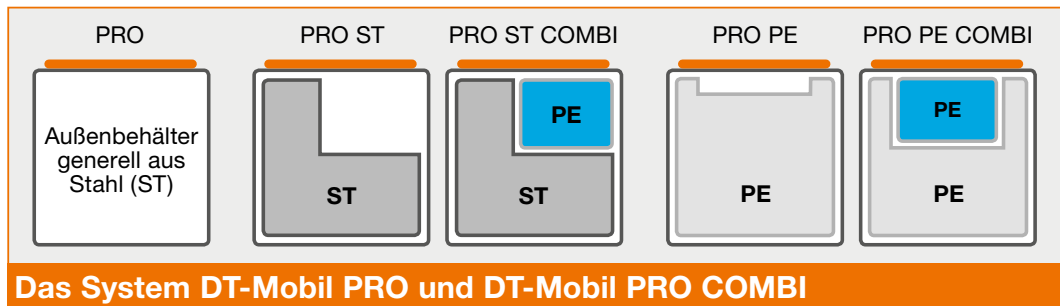 PRO
PRO ST
PRO ST COMBI
PRO PE
PRO PE COMBI
Außenbehälter
generell aus
Stahl (ST)
ST
PE
ST
PE
PE
PE
Das System DT-Mobil PRO und DT-Mobil PRO COMBI